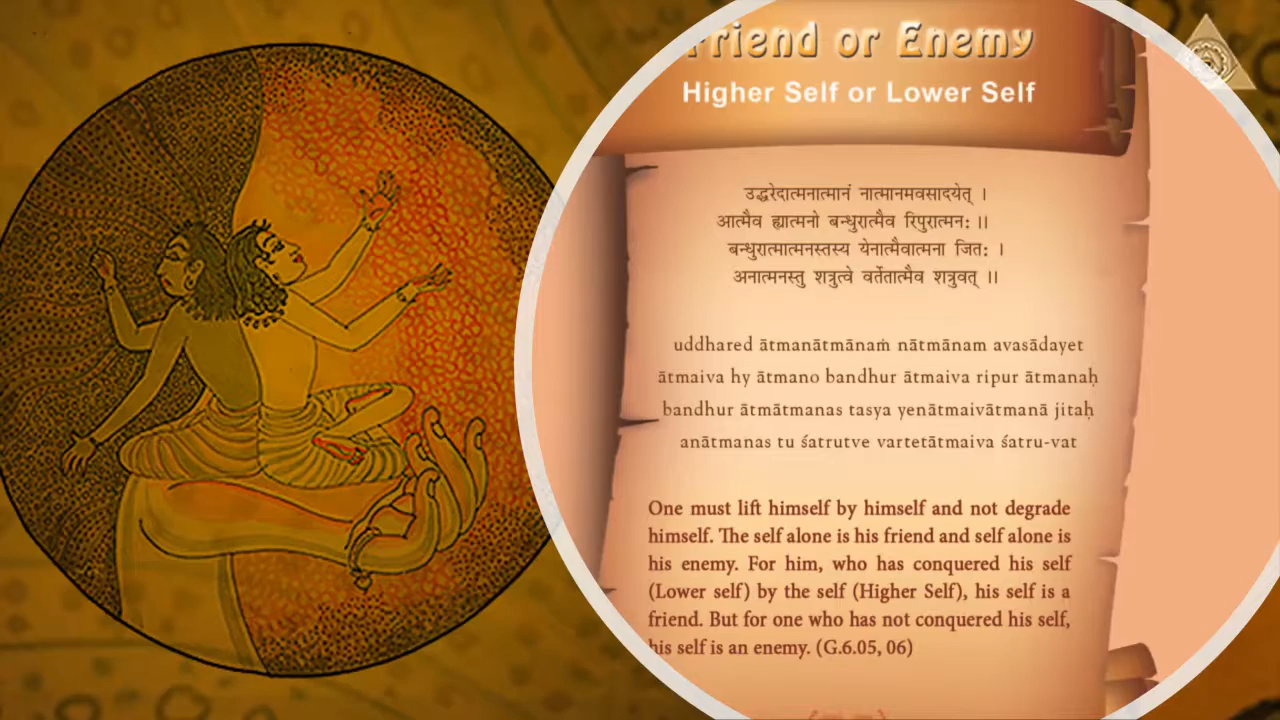 Friend or Enemy
Higher Self or Lower Self
उद्धरेदात्मनात्मानं नात्मानमवसादयेत् ।
आत्मैव ह्यात्मनो बन्धुरात्मैव रिपुरात्मन: ।।
बन्धुरात्मात्मनस्तस्य येनात्मैवात्मना जित: ।
अनात्मनस्तु शत्रुत्वे वर्तेतात्मैव शत्रुवत् ।।
uddhared ātmanātmānaṁ nātmānam avasādayet
ātmaiva hy ātmano bandhur ātmaiva ripur ātmanaḥ
bandhur ātmātmanas tasya yenātmaivātmanā jitaḥ
anātmanas tu śatrutve vartetātmaiva śatru-vat
One must lift himself by himself and not degrade
himself. The self alone is his friend and self alone is
his enemy. For him, who has conquered his self
(Lower self) by the self (Higher Self), his self is a
friend. But for one who has not conquered his self,
his self is an enemy. (G.6.05, 06)